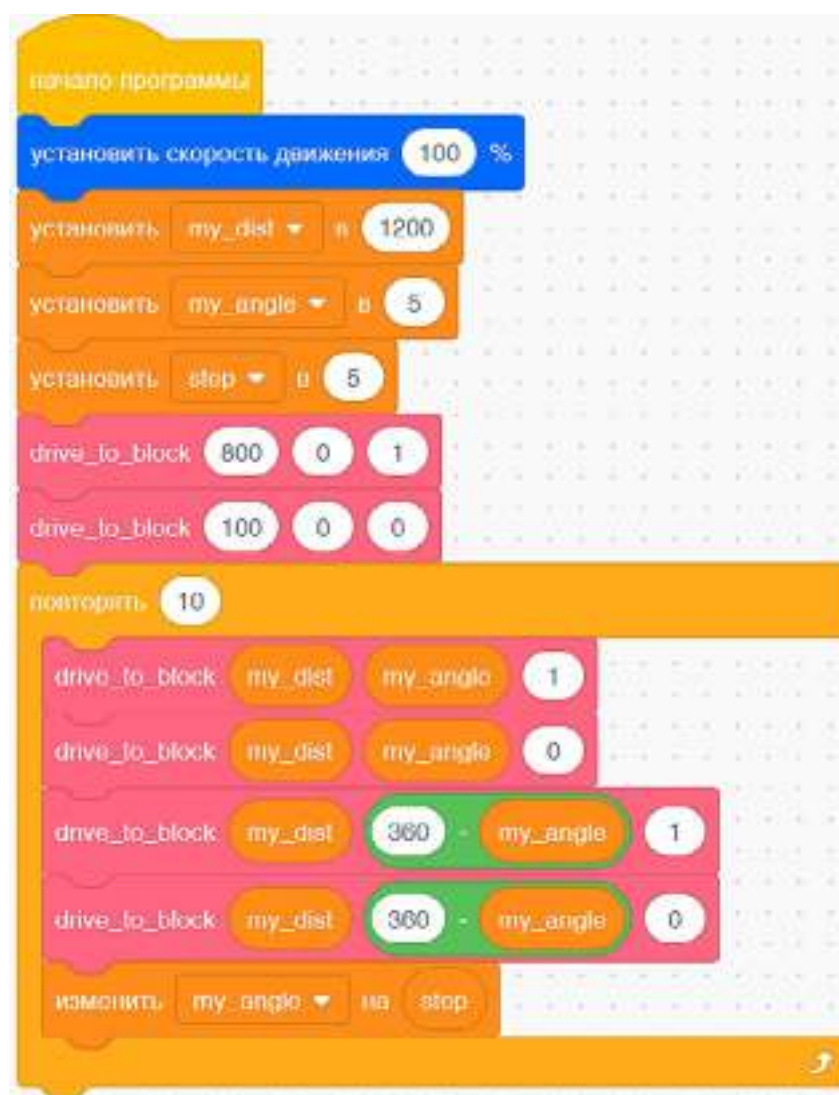 начало программы
установить скорость движения 100 %
установить my_dist в 1200
установить my_angle в 5
установить stop в 5
drive_to_block 800 0 1
drive_to_block 100 0 0
повторять 10
drive_to_block my_dist my_angle 1
drive_to_block my_dist my_angle 0
drive_to_block my_dist 360 - my_angle 1
drive_to_block my_dist 360 - my_angle 0
изменить my_angle на stop